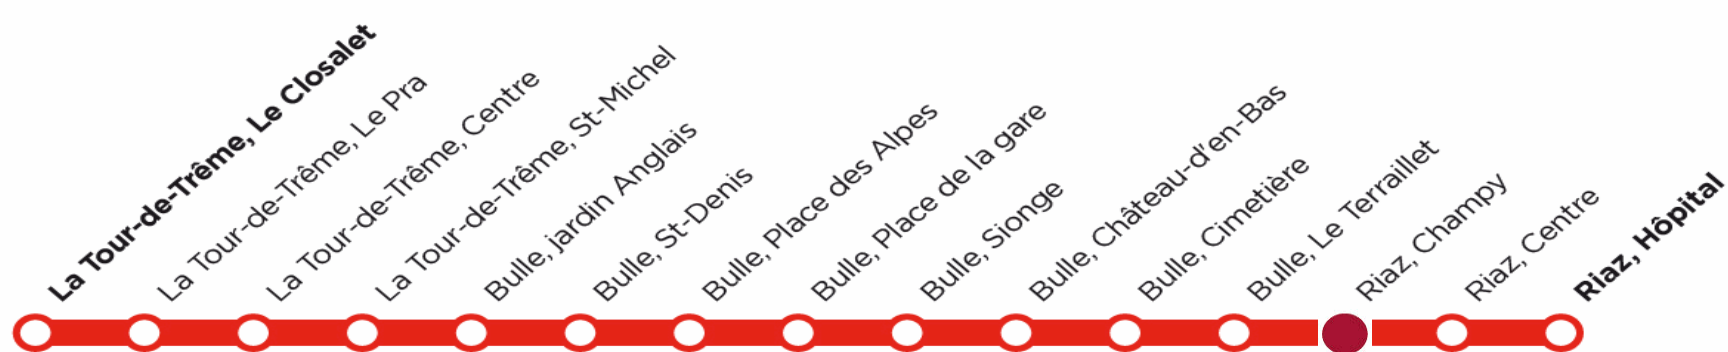 La Tour-de-Trême, Le Closalet
La Tour-de-Trême, Le Pra
La Tour-de-Trême, Centre
La Tour-de-Trême, St-Michel
Bulle, jardin Anglais
Bulle, St-Denis
Bulle, Place des Alpes
Bulle, Place de la gare
Bulle, Sionge
Bulle, Château-d'en-Bas
Bulle, Cimetière
Bulle, Le Terraillet
Riaz, Champy
Riaz, Centre
Riaz, Hôpital